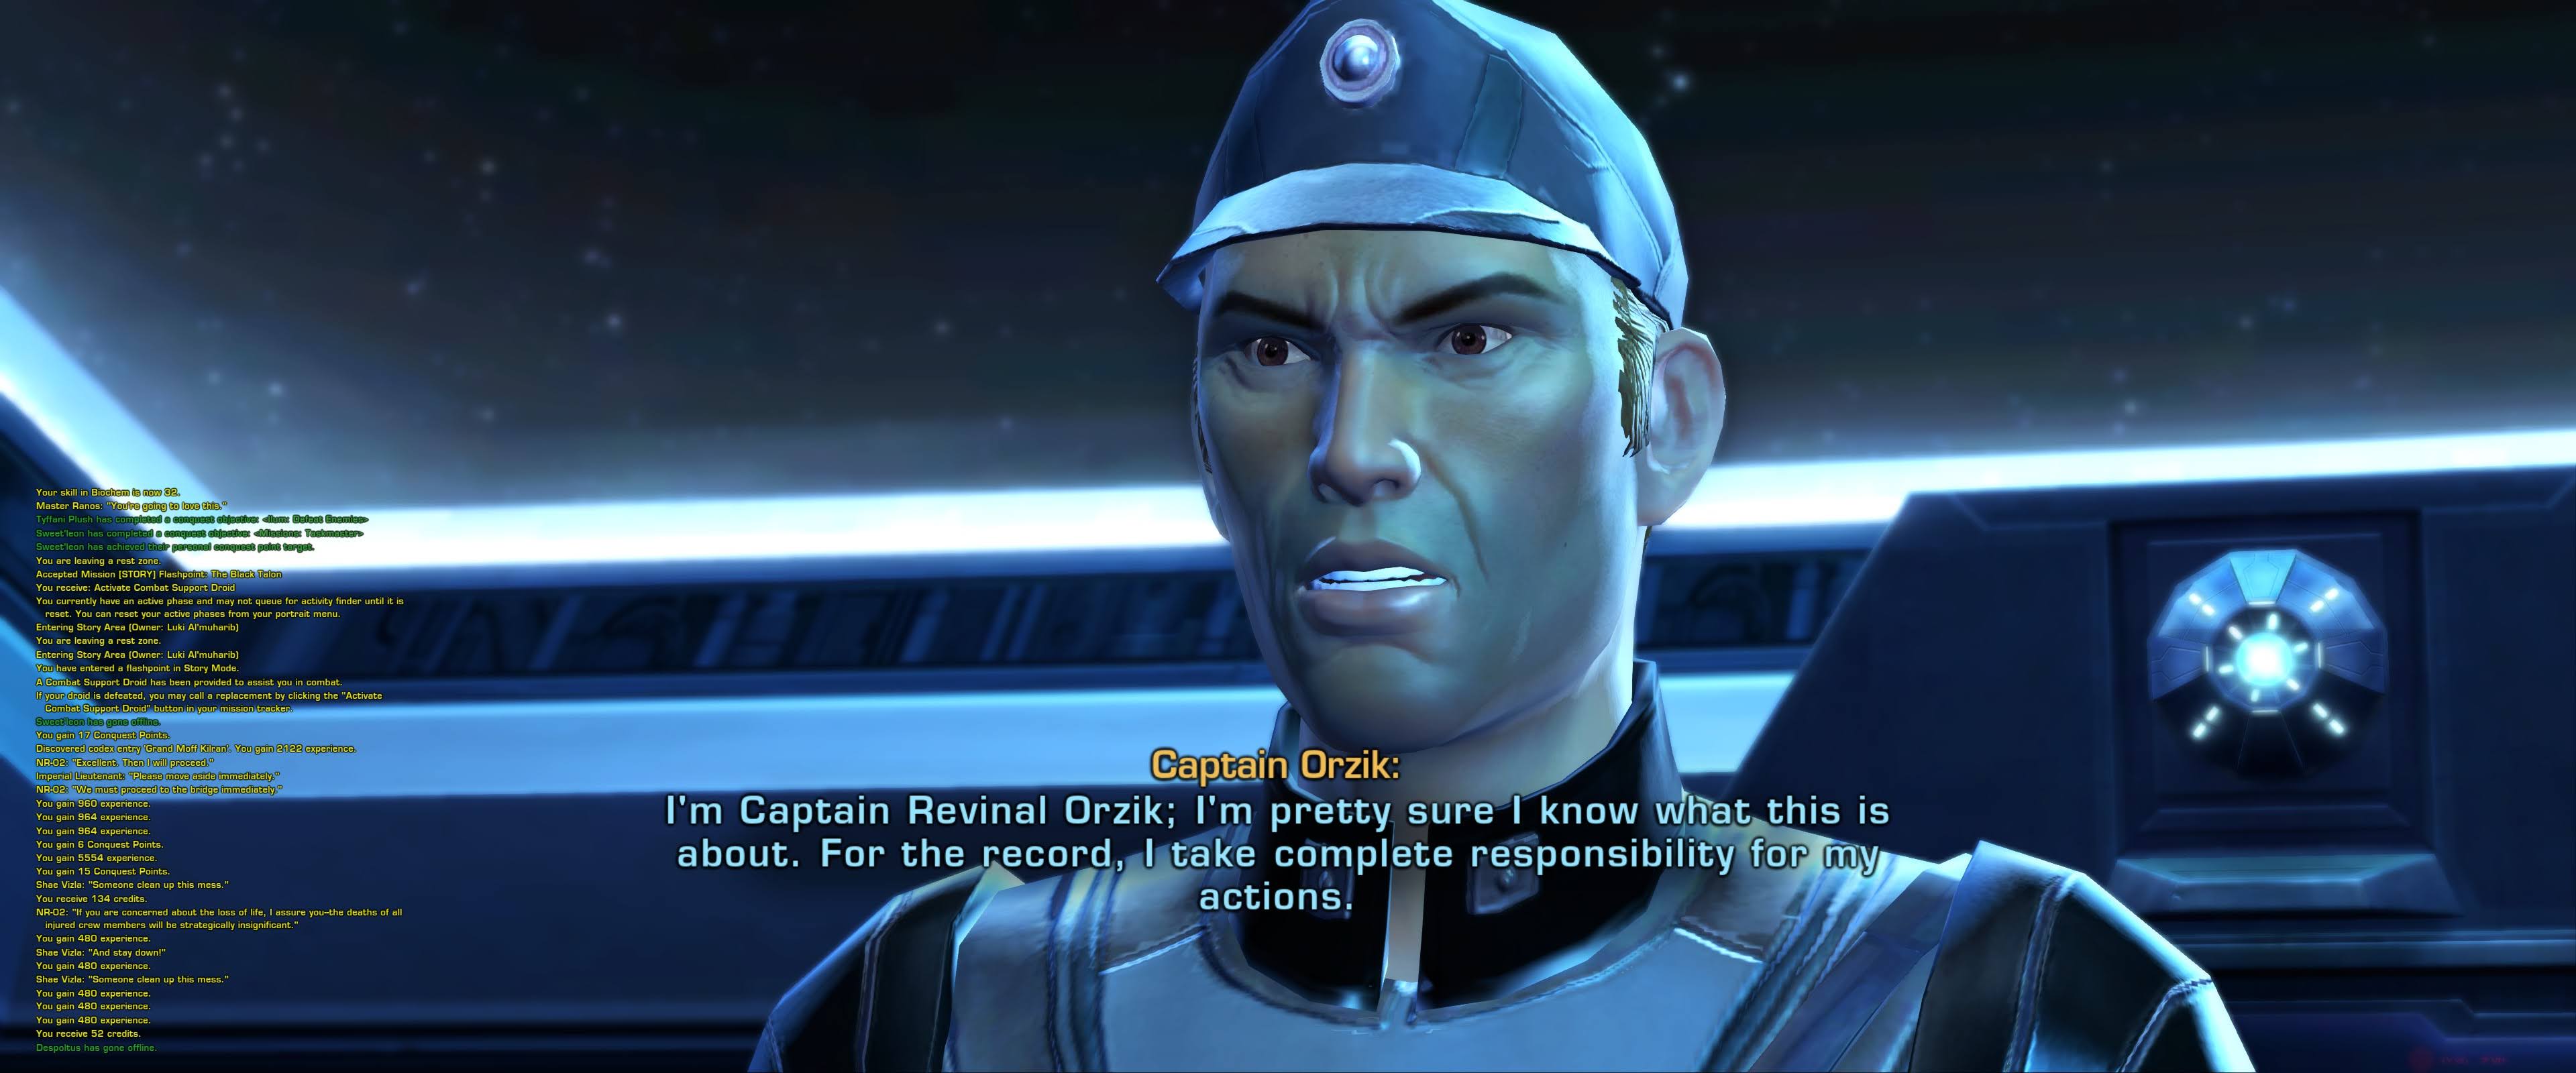 Your skill in Biochem is now 32.
Master Ranos: "You're going to love this."
Tyffani Plush has completed a conquest objective: <Ilum: Defeat Enemies>
Sweet'leon has completed a conquest objective: <Missions: Taskmaster>
Sweet'leon has achieved their personal conquest point target.
You are leaving a rest zone.
Accepted Mission [STORY] Flashpoint: The Black Talon
You receive: Activate Combat Support Droid
You currently have an active phase and may not queue for activity finder until it is
reset. You can reset your active phases from your portrait menu.
Entering Story Area (Owner: Luki Al'muharib)
You are leaving a rest zone.
Entering Story Area (Owner: Luki Al'muharib)
You have entered a flashpoint in Story Mode.
A Combat Support Droid has been provided to assist you in combat.
If your droid is defeated, you may call a replacement by clicking the "Activate
Combat Support Droid" button in your mission tracker.
Sweet'leon has gone offline.
You gain 17 Conquest Points.
Discovered codex entry 'Grand Moff Kilran'. You gain 2122 experience.
NR-02: "Excellent. Then I will proceed."
Imperial Lieutenant: "Please move aside immediately."
NR-02: "We must proceed to the bridge immediately."
You gain 960 experience.
You gain 964 experience.
You gain 964 experience.
You gain 6 Conquest Points.
You gain 5554 experience.
You gain 15 Conquest Points.
Shae Vizla: "Someone clean up this mess."
You receive 134 credits.
NR-02: "If you are concerned about the loss of life, I assure you—the deaths of all
injured crew members will be strategically insignificant."
You gain 480 experience.
Shae Vizla: "And stay down!"
You gain 480 experience.
Shae Vizla: "Someone clean up this mess."
You gain 480 experience.
You gain 480 experience.
You gain 480 experience.
You receive 52 credits.
Despoltus has gone offline.
Captain Orzik:
I'm Captain Revinal Orzik; I'm pretty sure I know what this is
about. For the record, I take complete responsibility for my
actions.